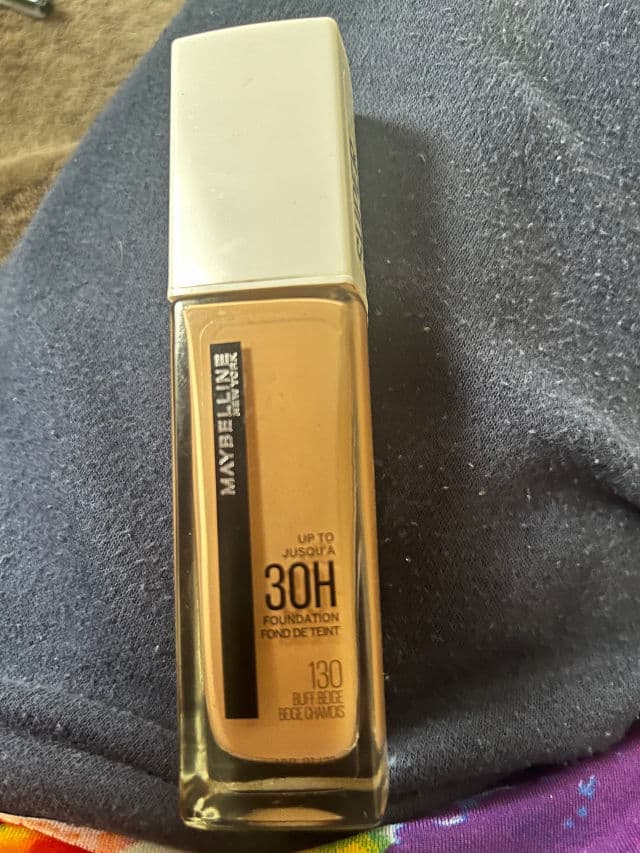 MAYBELLINE
NEW YORK
UP TO
JUSQU'À
30H
FOUNDATION
FOND DE TEINT
130
BUFF BEIGE
BEIGE CHAMOIS